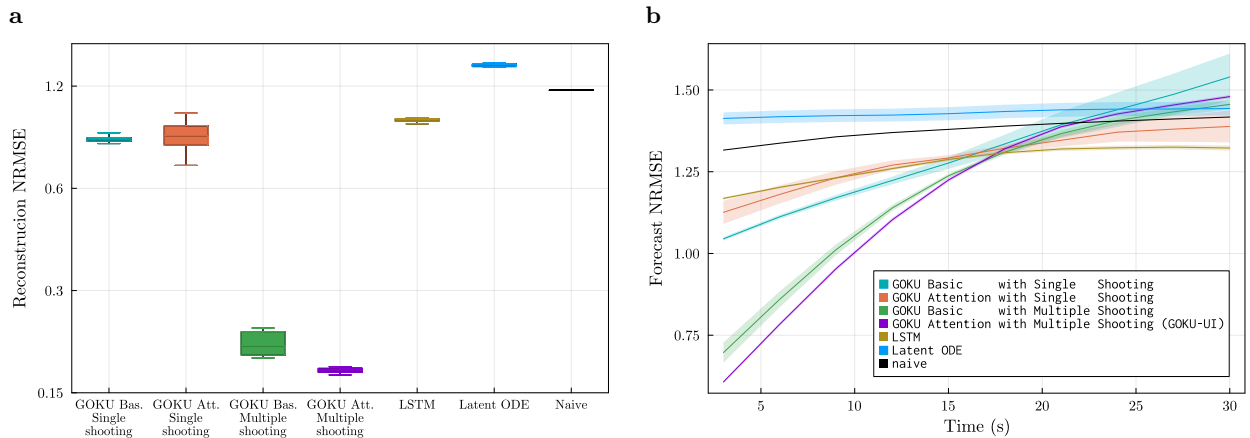 a
Reconstrucion NRMSE
1.2
0.6
0.3
0.15
GOKU Bas.
Single
shooting
GOKU Att.
Single
shooting
GOKU Bas.
Multiple
shooting
GOKU Att.
Multiple
shooting
LSTM
Latent ODE
Naive
b
Forecast NRMSE
1.50
1.25
1.00
0.75
GOKU Basic with Single Shooting
GOKU Attention with Single Shooting
GOKU Basic with Multiple Shooting
GOKU Attention with Multiple Shooting (GOKU-UI)
LSTM
Latent ODE
naive
5
10
15
20
25
30
Time (s)